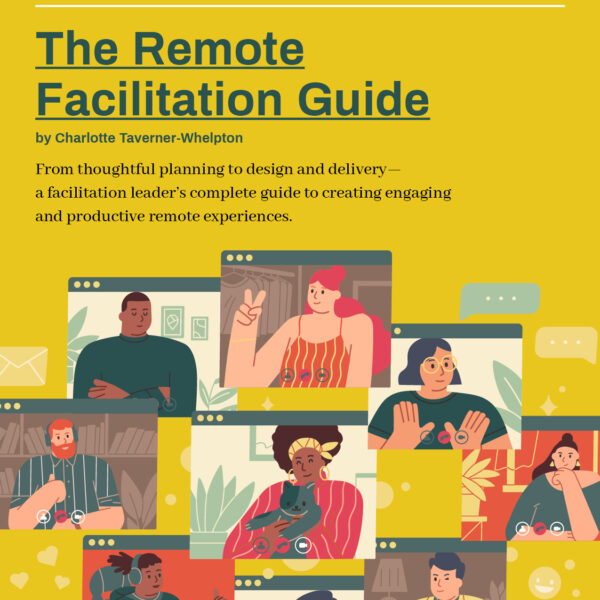 The Remote
Facilitation Guide
by Charlotte Taverner-Whelpton
From thoughtful planning to design and delivery—
a facilitation leader’s complete guide to creating engaging
and productive remote experiences.